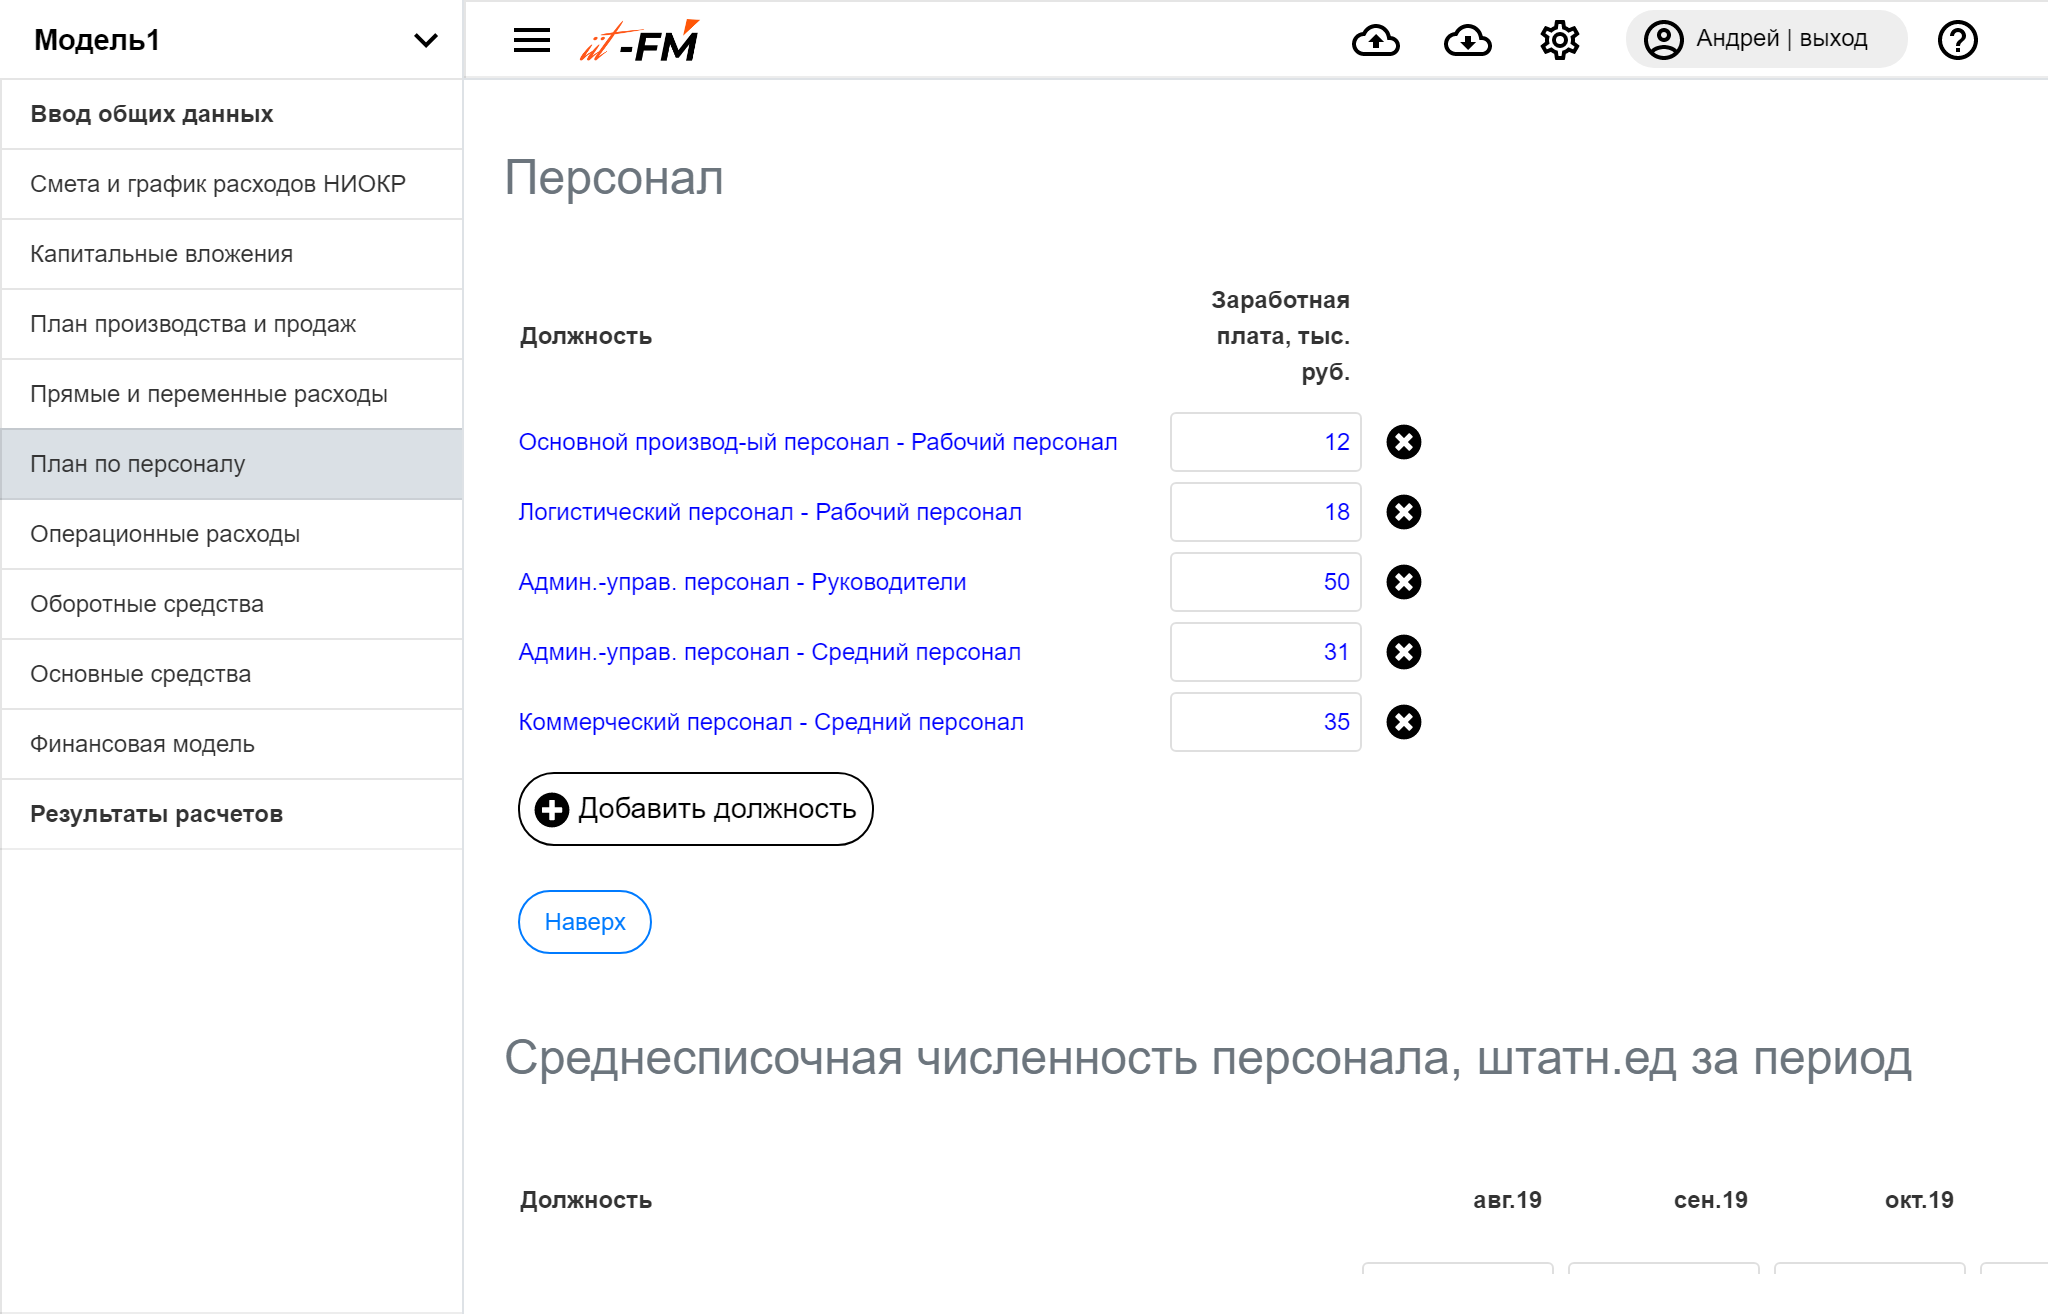 Модель1
ит-FM
Андрей | выход
Ввод общих данных
Смета и график расходов НИОКР
Капитальные вложения
План производства и продаж
Прямые и переменные расходы
План по персоналу
Операционные расходы
Оборотные средства
Основные средства
Финансовая модель
Результаты расчетов
Персонал
Должность
Заработная
плата, тыс.
руб.
Основной производ-ый персонал - Рабочий персонал 12
Логистический персонал - Рабочий персонал 18
Админ.-управ. персонал - Руководители 50
Админ.-управ. персонал - Средний персонал 31
Коммерческий персонал - Средний персонал 35
Добавить должность
Наверх
Среднесписочная численность персонала, штатн.ед за период
Должность авг.19 сен.19 окт.19